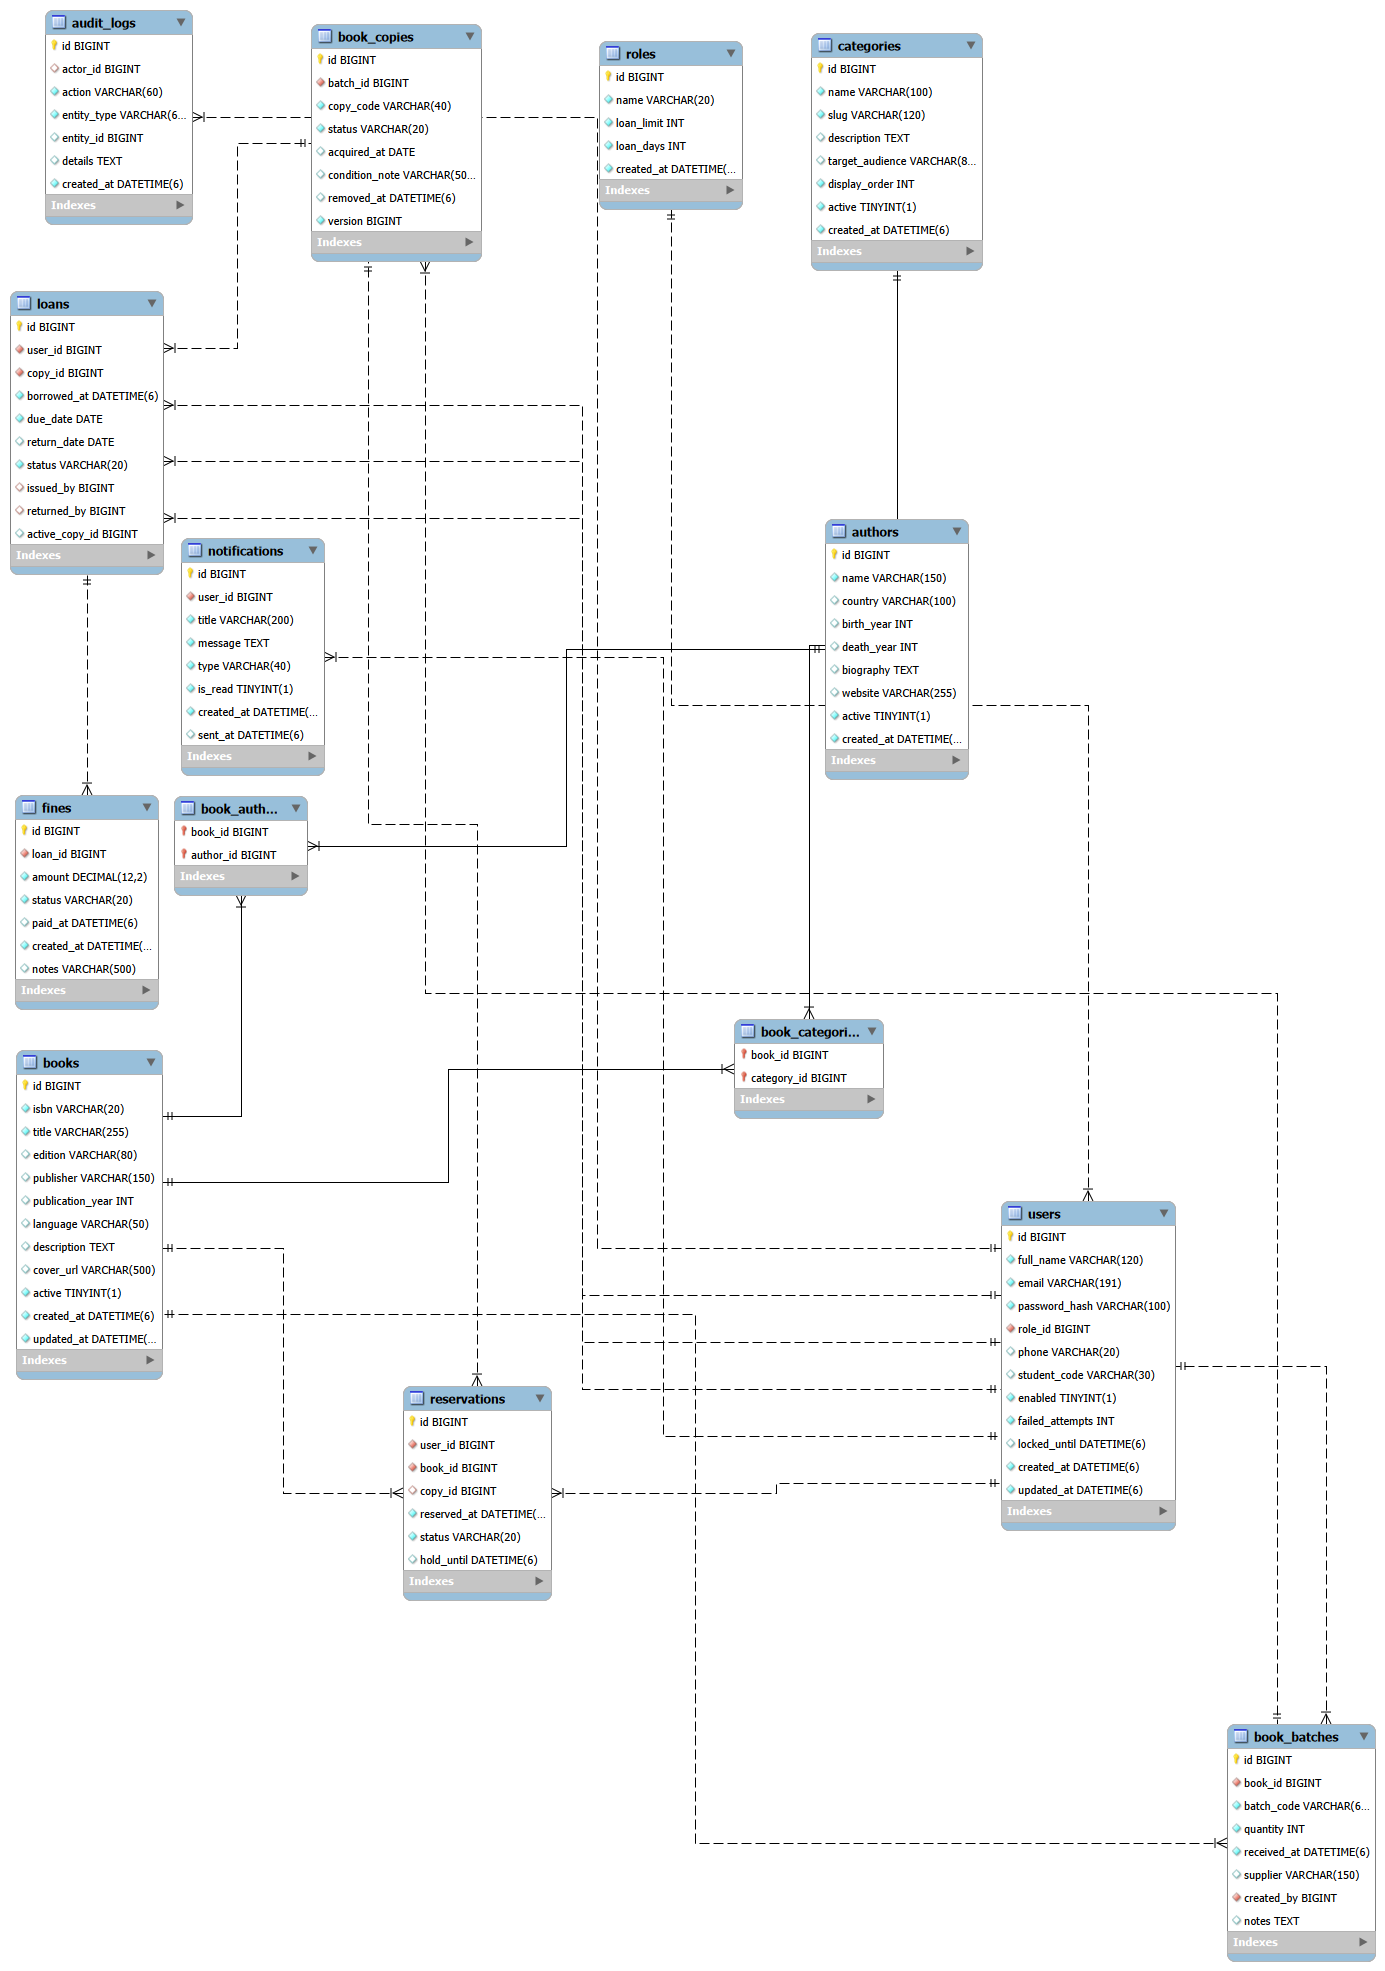 audit_logs
id BIGINT
actor_id BIGINT
action VARCHAR(60)
entity_type VARCHAR(6...
entity_id BIGINT
details TEXT
created_at DATETIME(6)
Indexes
book_copies
id BIGINT
batch_id BIGINT
copy_code VARCHAR(40)
status VARCHAR(20)
acquired_at DATE
condition_note VARCHAR(50...
removed_at DATETIME(6)
version BIGINT
Indexes
roles
id BIGINT
name VARCHAR(20)
loan_limit INT
loan_days INT
created_at DATETIME(...
Indexes
categories
id BIGINT
name VARCHAR(100)
slug VARCHAR(120)
description TEXT
target_audience VARCHAR(8...
display_order INT
active TINYINT(1)
created_at DATETIME(6)
Indexes
loans
id BIGINT
user_id BIGINT
copy_id BIGINT
borrowed_at DATETIME(6)
due_date DATE
return_date DATE
status VARCHAR(20)
issued_by BIGINT
returned_by BIGINT
active_copy_id BIGINT
Indexes
notifications
id BIGINT
user_id BIGINT
title VARCHAR(200)
message TEXT
type VARCHAR(40)
is_read TINYINT(1)
created_at DATETIME(...
sent_at DATETIME(6)
Indexes
authors
id BIGINT
name VARCHAR(150)
country VARCHAR(100)
birth_year INT
death_year INT
biography TEXT
website VARCHAR(255)
active TINYINT(1)
created_at DATETIME(...
Indexes
fines
id BIGINT
loan_id BIGINT
amount DECIMAL(12,2)
status VARCHAR(20)
paid_at DATETIME(6)
created_at DATETIME(...
notes VARCHAR(500)
Indexes
book_auth...
book_id BIGINT
author_id BIGINT
Indexes
book_categori...
book_id BIGINT
category_id BIGINT
Indexes
books
id BIGINT
isbn VARCHAR(20)
title VARCHAR(255)
edition VARCHAR(80)
publisher VARCHAR(150)
publication_year INT
language VARCHAR(50)
description TEXT
cover_url VARCHAR(500)
active TINYINT(1)
created_at DATETIME(6)
updated_at DATETIME(...
Indexes
users
id BIGINT
full_name VARCHAR(120)
email VARCHAR(191)
password_hash VARCHAR(100)
role_id BIGINT
phone VARCHAR(20)
student_code VARCHAR(30)
enabled TINYINT(1)
failed_attempts INT
locked_until DATETIME(6)
created_at DATETIME(6)
updated_at DATETIME(6)
Indexes
reservations
id BIGINT
user_id BIGINT
book_id BIGINT
copy_id BIGINT
reserved_at DATETIME(...
status VARCHAR(20)
hold_until DATETIME(6)
Indexes
book_batches
id BIGINT
book_id BIGINT
batch_code VARCHAR(6...
quantity INT
received_at DATETIME(6)
supplier VARCHAR(150)
created_by BIGINT
notes TEXT
Indexes